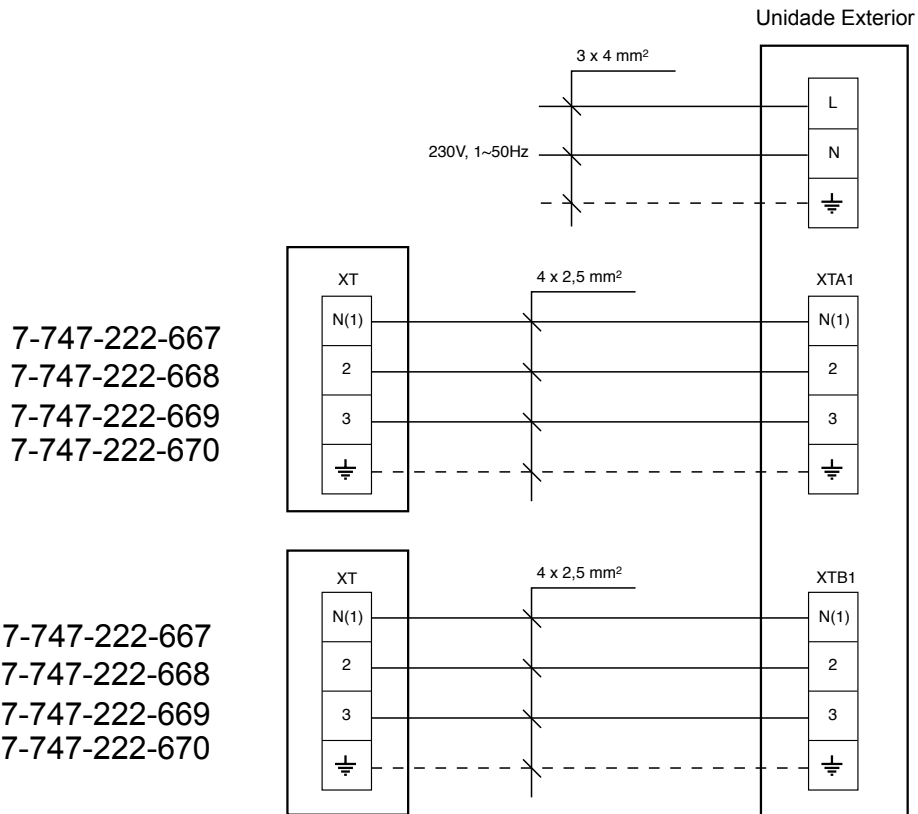 Unidade Exterior
3 x 4 mm²
L
230V, 1~50Hz
N
XT
4 x 2,5 mm²
XTA1
N(1)
N(1)
7-747-222-667
2
2
7-747-222-668
3
3
7-747-222-669
7-747-222-670
XT
4 x 2,5 mm²
XTB1
N(1)
N(1)
7-747-222-667
2
2
7-747-222-668
3
3
7-747-222-669
7-747-222-670